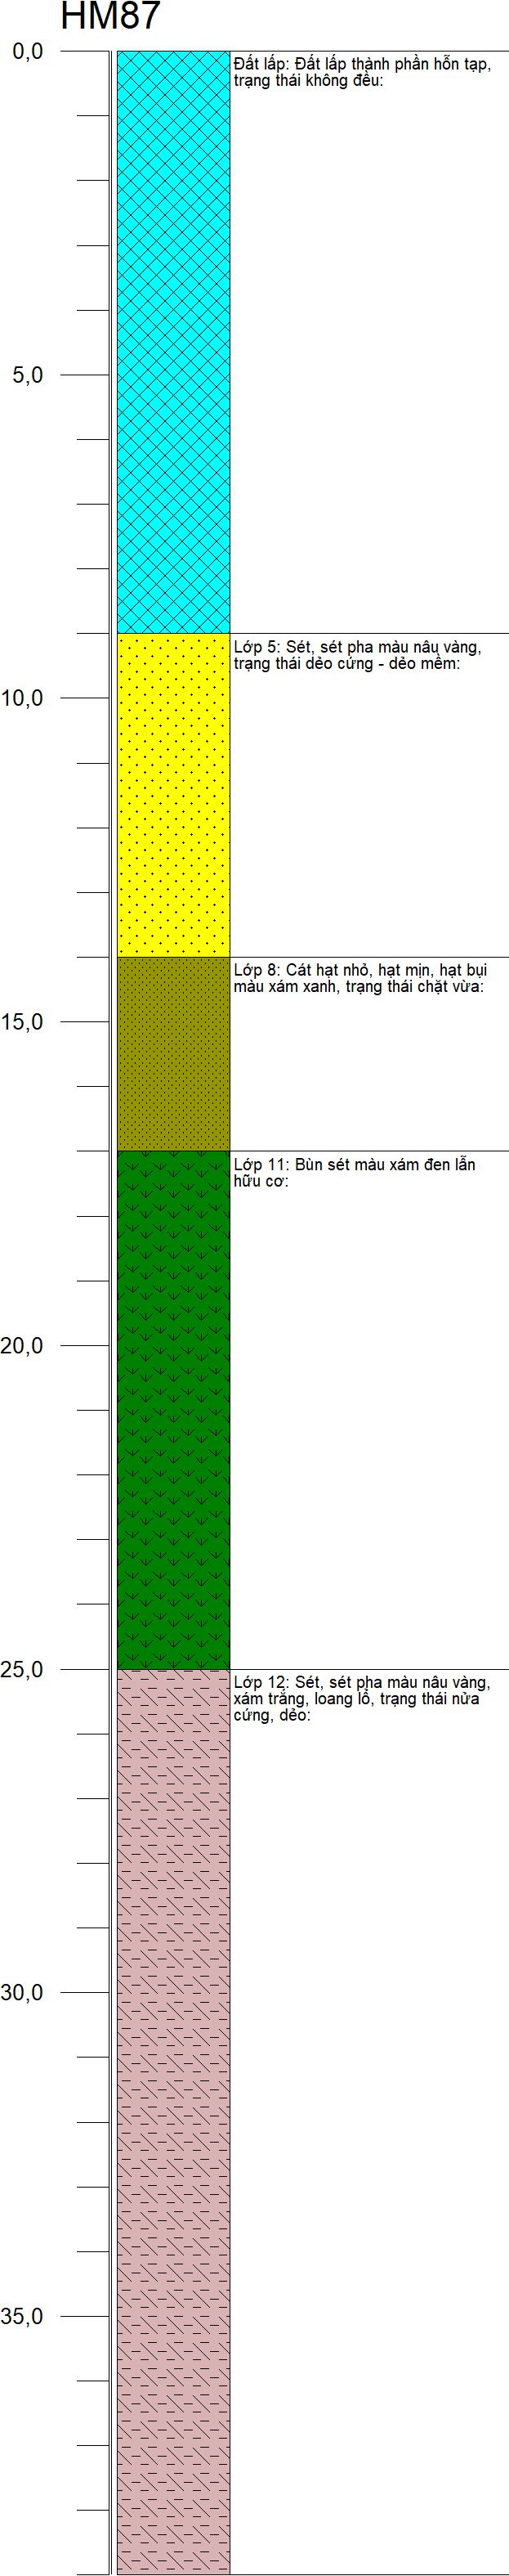 HM87
0,0
Đất lấp: Đất lấp thành phần hỗn tạp,
trạng thái không đều:
5,0
Lớp 5: Sét, sét pha màu nâu vàng,
trạng thái dẻo cứng - dẻo mềm:
10,0
Lớp 8: Cát hạt nhỏ, hạt mịn, hạt bụi
màu xám xanh, trạng thái chặt vừa:
15,0
Lớp 11: Bùn sét màu xám đen lẫn
hữu cơ:
20,0
25,0
Lớp 12: Sét, sét pha màu nâu vàng,
xám trắng, loang lổ, trạng thái nửa
cứng, dẻo:
30,0
35,0